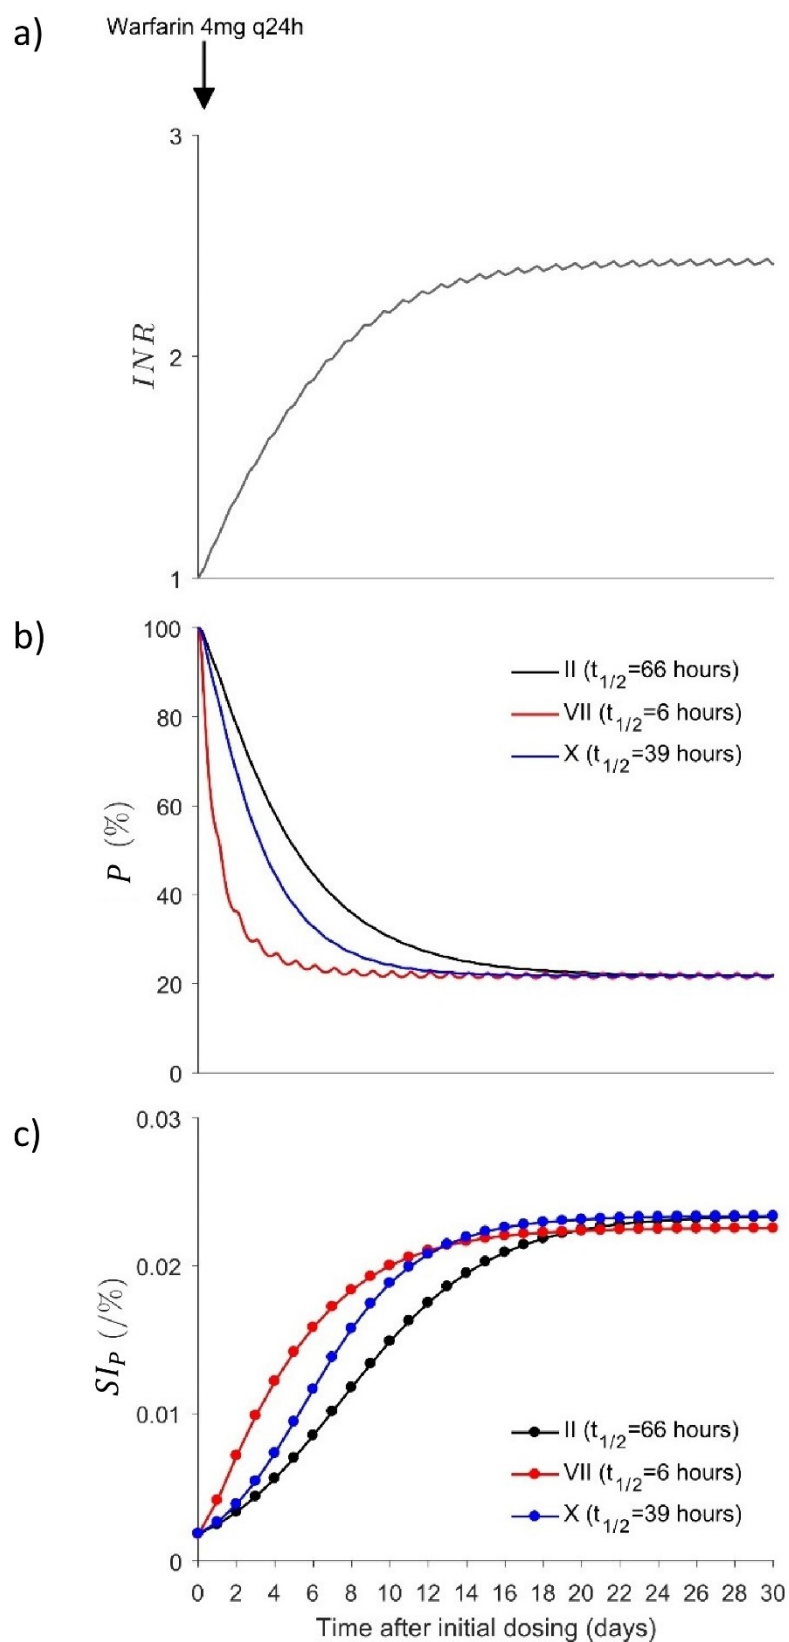 a)
Warfarin 4mg q24h
3
2
1
INR
b)
100
80
60
40
20
0
P (%)
II (t1/2=66 hours)
VII (t1/2=6 hours)
X (t1/2=39 hours)
c)
0.03
0.02
0.01
0
SIP (/%)
II (t1/2=66 hours)
VII (t1/2=6 hours)
X (t1/2=39 hours)
0 2 4 6 8 10 12 14 16 18 20 22 24 26 28 30
Time after initial dosing (days)